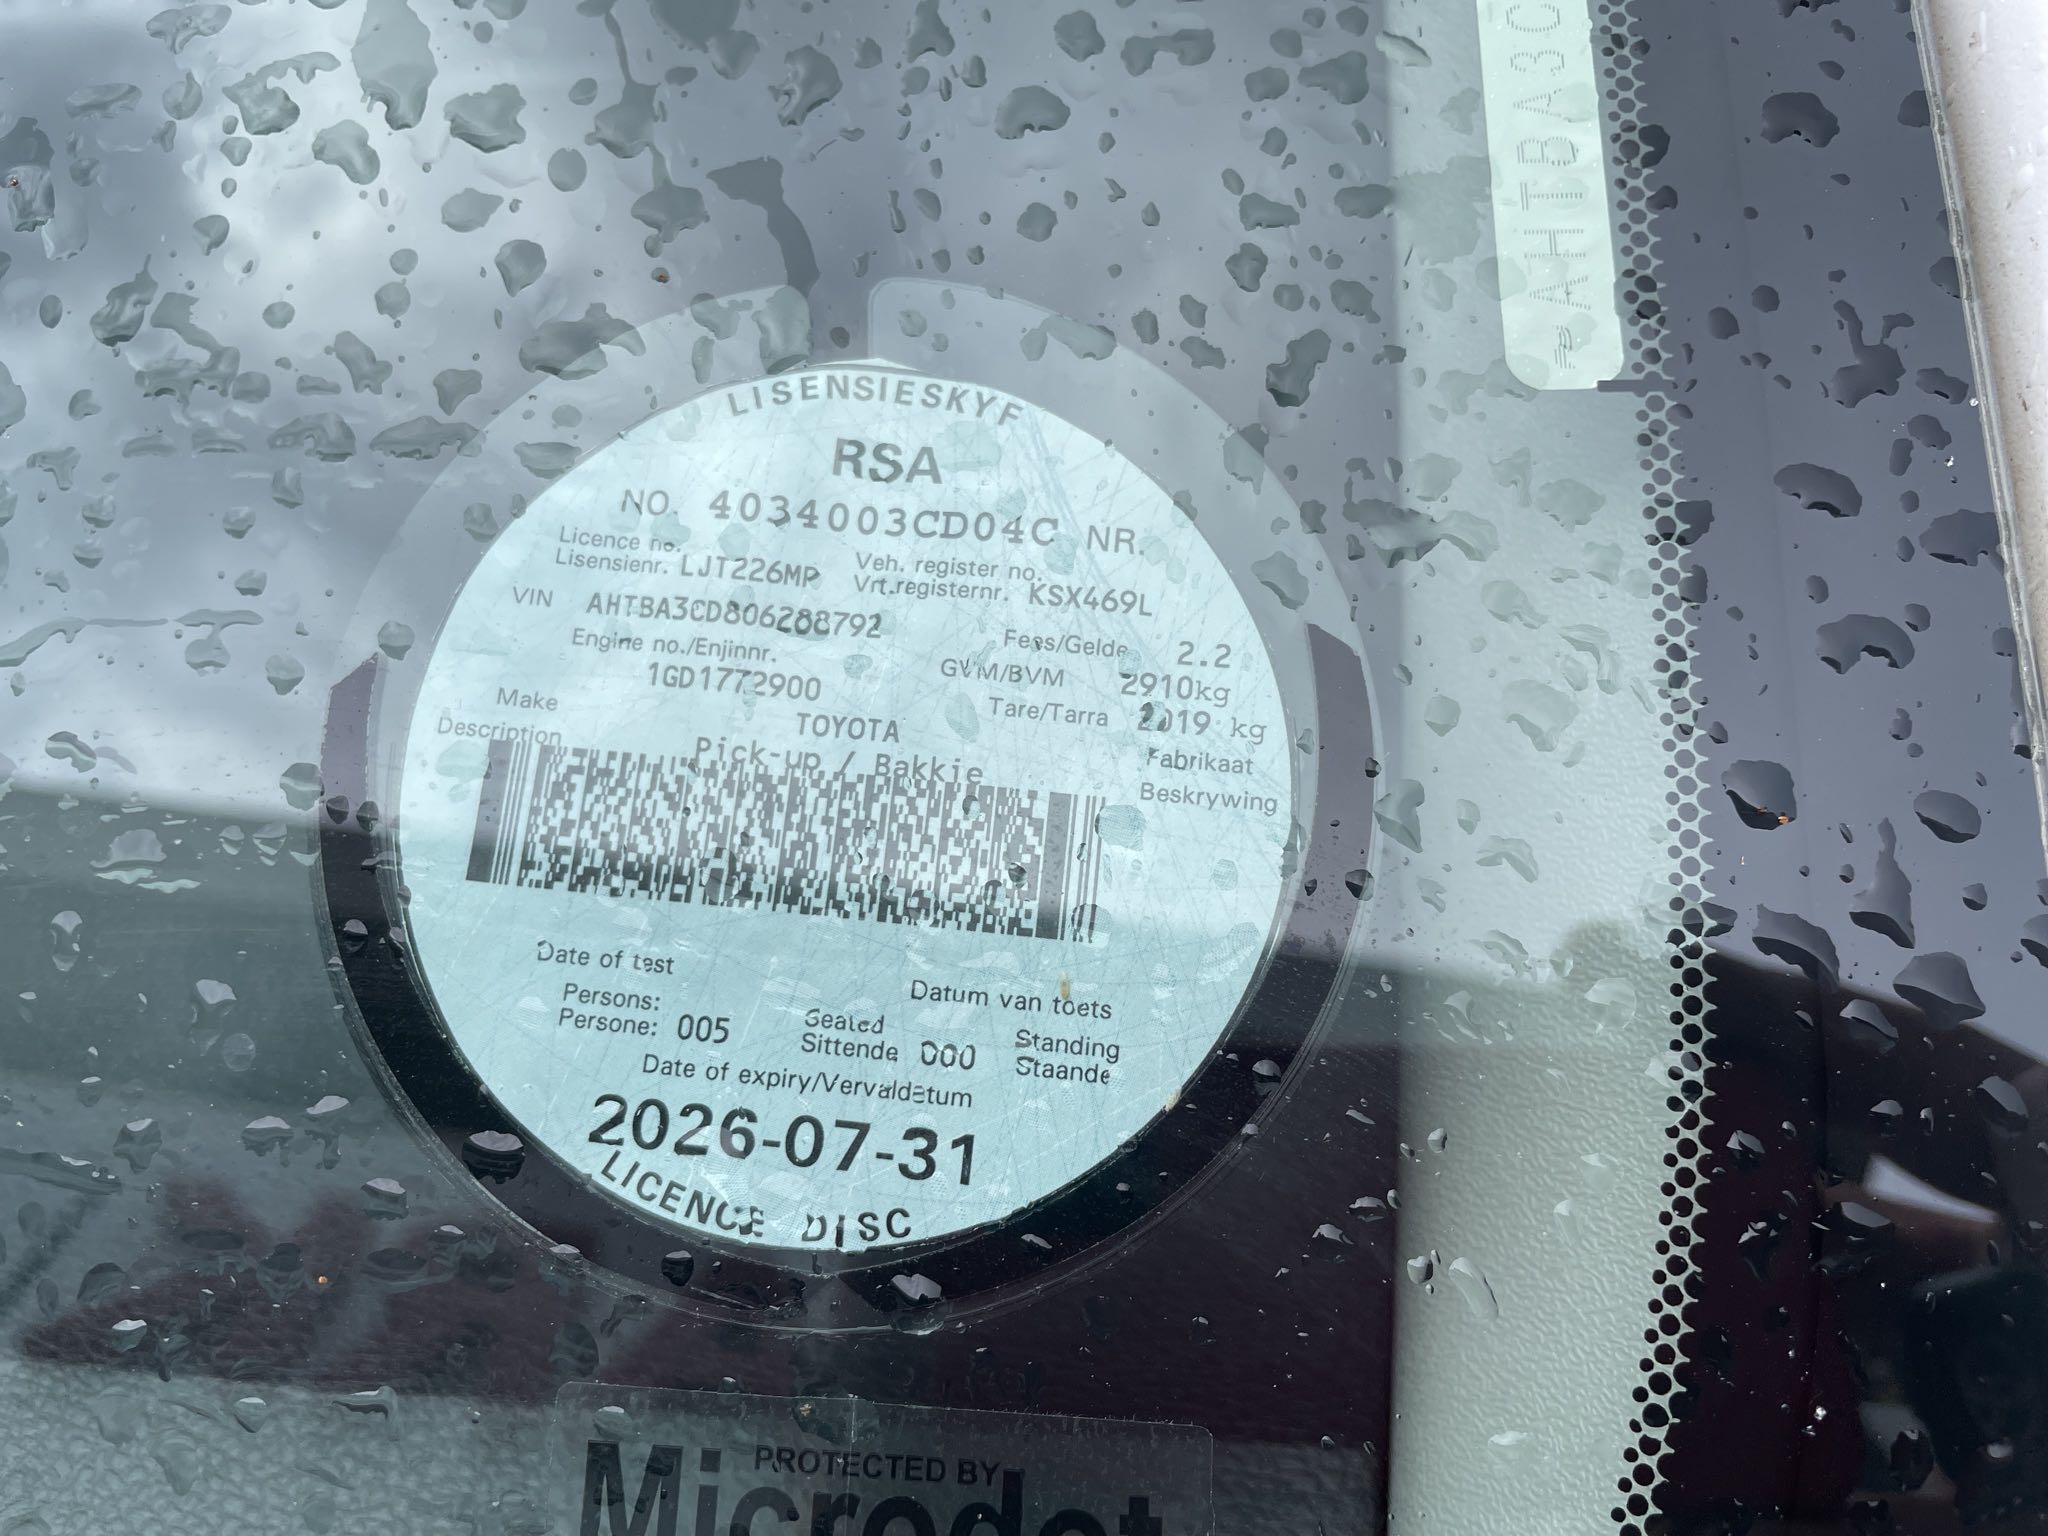 AHTBA3C
LISENSIESKYF
RSA
NO. 4034003CD04C NR.
Licence no.
Lisensienr. LJT226MP
Veh. register no.
Vrt.registernr. KSX469L
VIN AHTBA3CD806288792
Engine no./Enjinnr.
1GD1772900
Fees/Gelde 2.2
GVM/BVM 2910kg
Tare/Tarra 2019 kg
Make TOYOTA Fabrikaat
Description Pick-up / Bakkie Beskrywing
Date of test Datum van toets
Persons:
Persone: 005
Seated
Sittende 000
Standing
Staande
Date of expiry/Vervaldatum
2026-07-31
LICENCE DISC
PROTECTED BY
Microdot